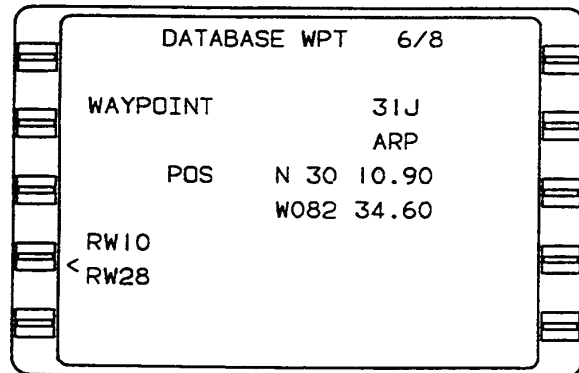 DATABASE WPT 6/8
WAYPOINT 31J
ARP
POS N 30 10.90
W082 34.60
RW10
<
RW28